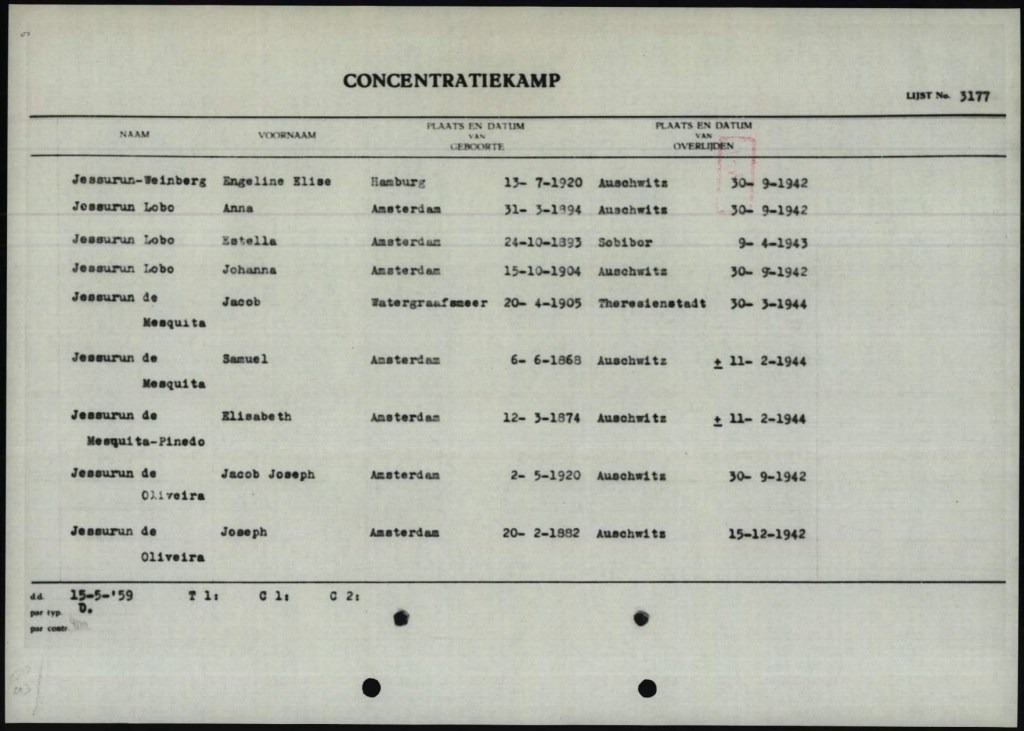 CONCENTRATIEKAMP
LIJST No. 3177
NAAM VOORNAAM PLAATS EN DATUM VAN GEBOORTE PLAATS EN DATUM VAN OVERLIJDEN
Jessurun-Weinberg Engeline Elise Hamburg 13- 7-1920 Auschwitz 30- 9-1942
Jessurun Lobo Anna Amsterdam 31- 3-1894 Auschwitz 30- 9-1942
Jessurun Lobo Estella Amsterdam 24-10-1893 Sobibor 9- 4-1943
Jessurun Lobo Johanna Amsterdam 15-10-1904 Auschwitz 30- 9-1942
Jessurun de Jacob Watergraafsmeer 20- 4-1905 Theresienstadt 30- 3-1944
Mesquita
Jessurun de Samuel Amsterdam 6- 6-1868 Auschwitz ± 11- 2-1944
Mesquita
Jessurun de Elisabeth Amsterdam 12- 3-1874 Auschwitz ± 11- 2-1944
Mesquita-Pinedo
Jessurun de Jacob Joseph Amsterdam 2- 5-1920 Auschwitz 30- 9-1942
Oliveira
Jessurun de Joseph Amsterdam 20- 2-1882 Auschwitz 15-12-1942
Oliveira
d.d. 15-5-'59 T 1: C 1: C 2:
par typ. D.
par contr.